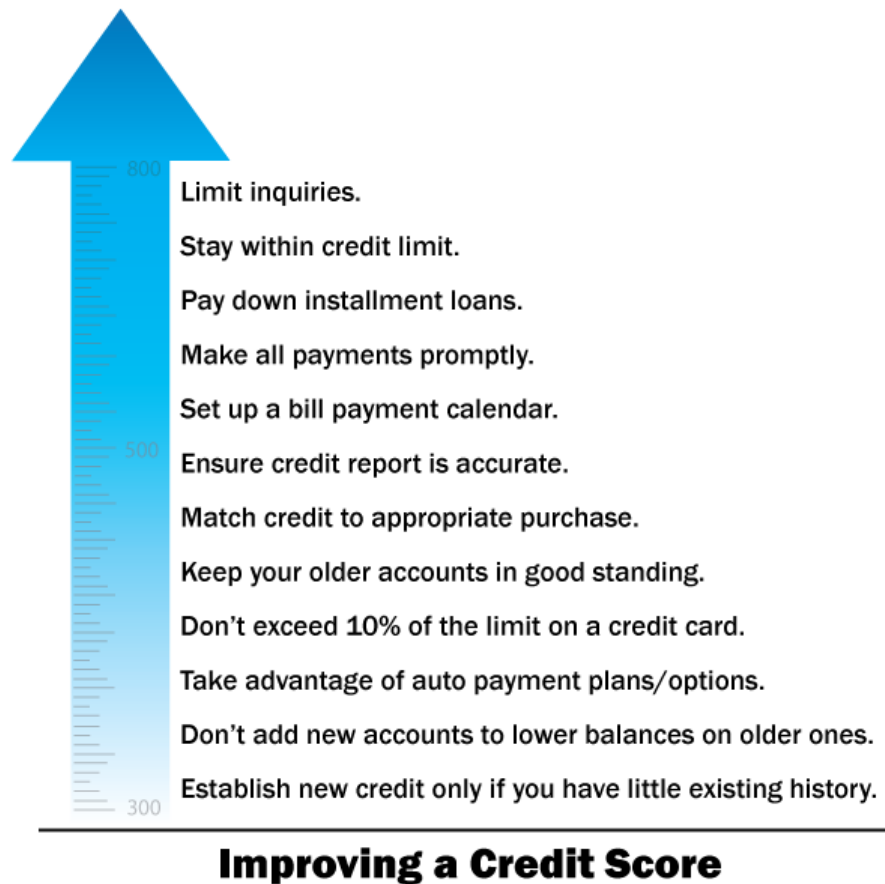 800
Limit inquiries.
Stay within credit limit.
Pay down installment loans.
Make all payments promptly.
Set up a bill payment calendar.
500
Ensure credit report is accurate.
Match credit to appropriate purchase.
Keep your older accounts in good standing.
Don’t exceed 10% of the limit on a credit card.
Take advantage of auto payment plans/options.
Don’t add new accounts to lower balances on older ones.
Establish new credit only if you have little existing history.
300
Improving a Credit Score